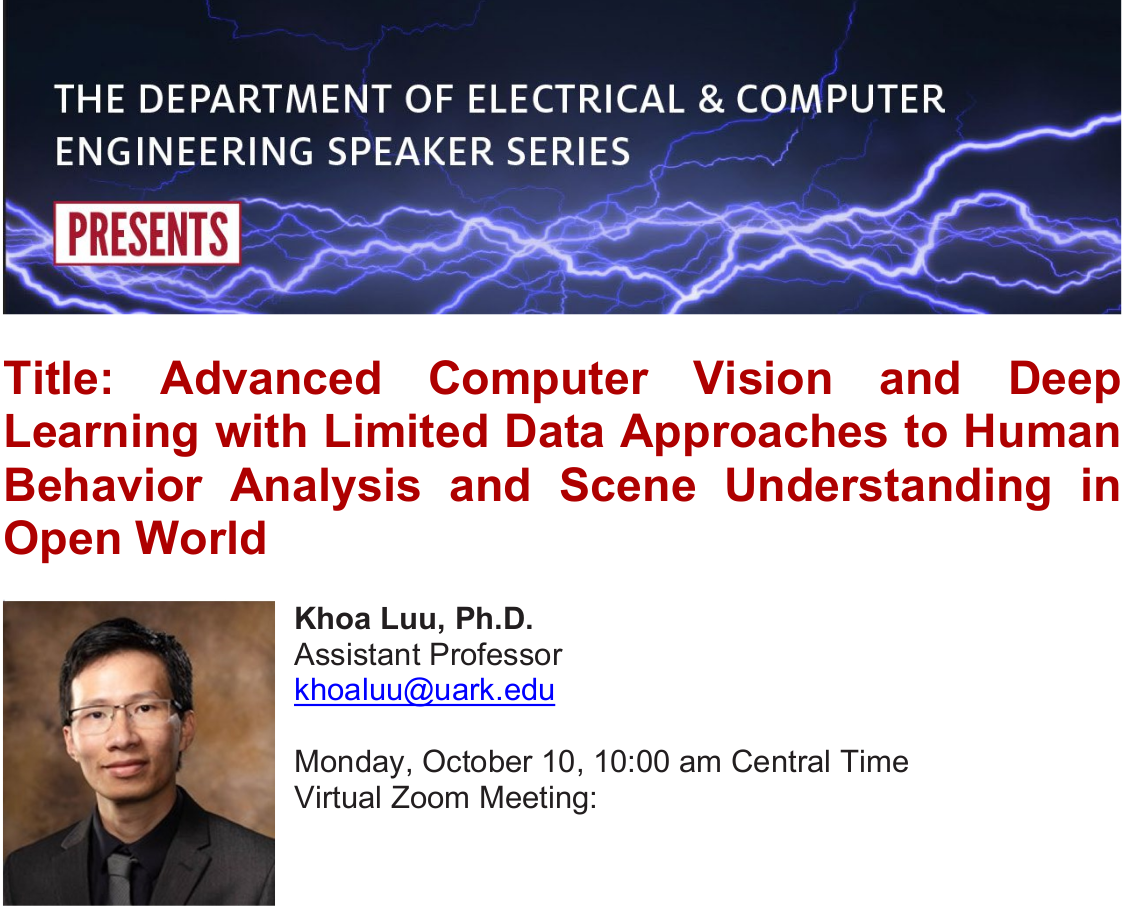 THE DEPARTMENT OF ELECTRICAL & COMPUTER
ENGINEERING SPEAKER SERIES
PRESENTS
Title: Advanced Computer Vision and Deep
Learning with Limited Data Approaches to Human
Behavior Analysis and Scene Understanding in
Open World
Khoa Luu, Ph.D.
Assistant Professor
khoaluu@uark.edu
Monday, October 10, 10:00 am Central Time
Virtual Zoom Meeting: